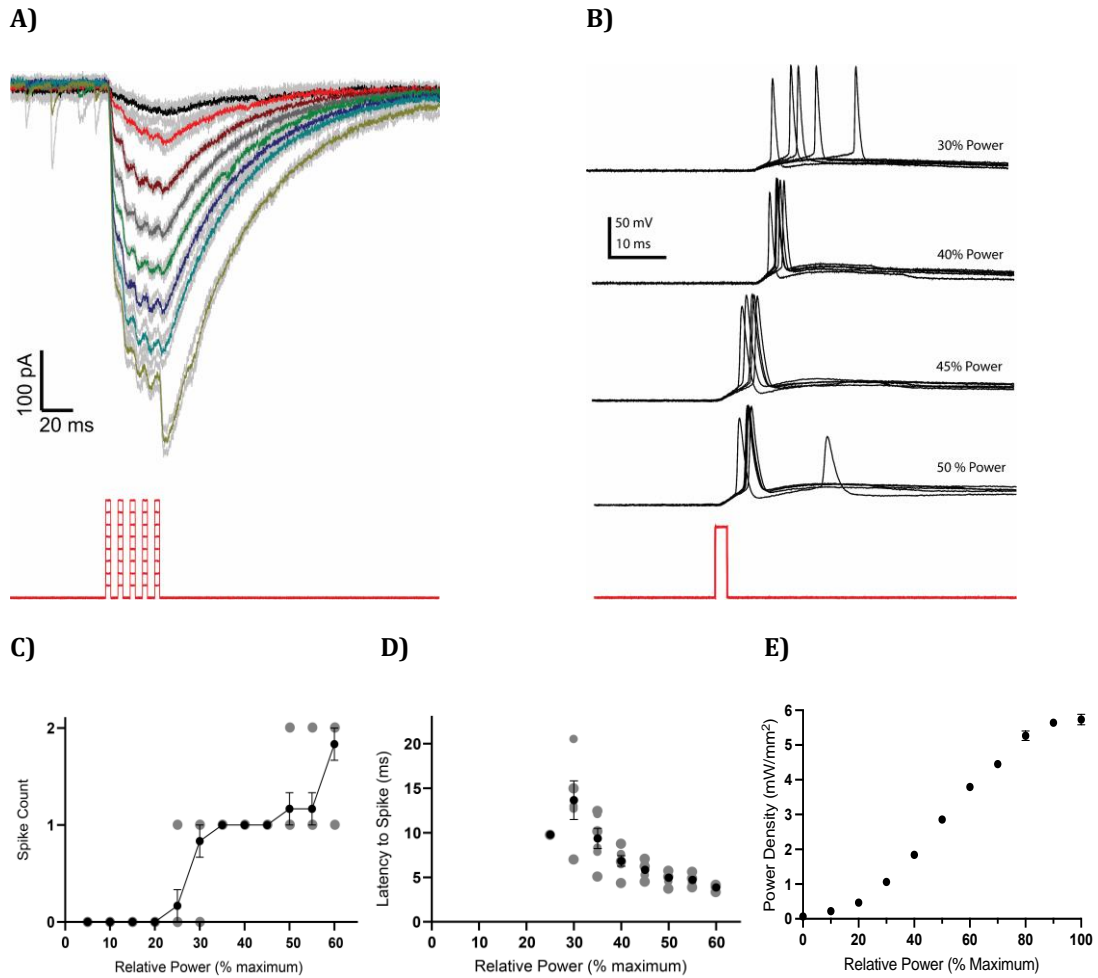 A)
100 pA
20 ms
B)
30% Power
50 mV
10 ms
40% Power
45% Power
50 % Power
C)
2
1
0
Spike Count
0 10 20 30 40 50 60
Relative Power (% maximum)
D)
20
15
10
5
0
Latency to Spike (ms)
0 10 20 30 40 50 60
Relative Power (% maximum)
E)
6
5
4
3
2
1
0
Power Density (mW/mm²)
0 20 40 60 80 100
Relative Power (% Maximum)